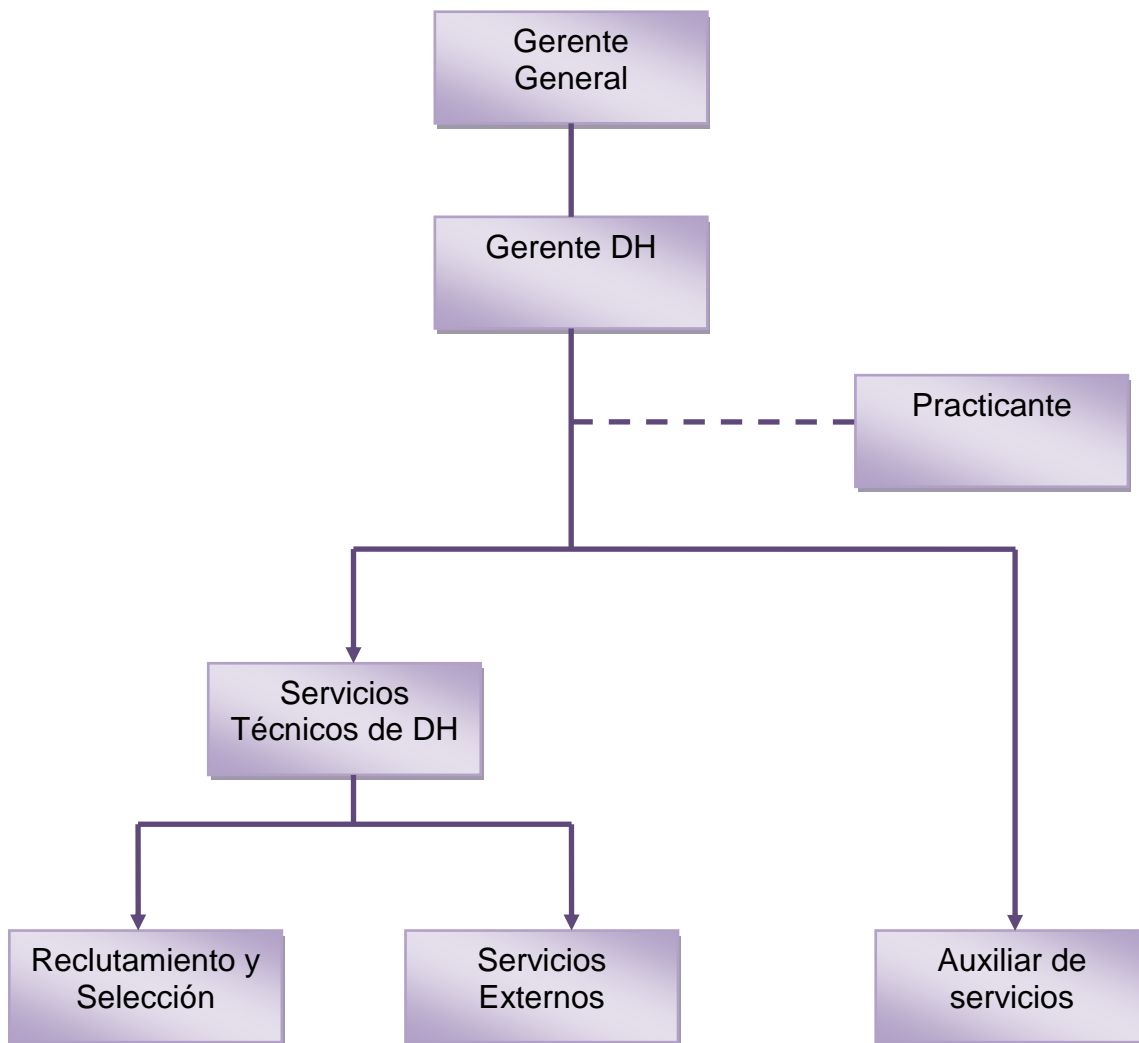 Gerente
General
Gerente DH
Practicante
Servicios
Técnicos de DH
Reclutamiento y
Selección
Servicios
Externos
Auxiliar de
servicios